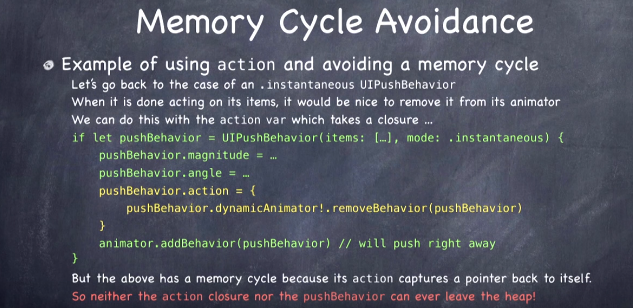 Memory Cycle Avoidance
Example of using action and avoiding a memory cycle
Let's go back to the case of an .instantaneous UIPushBehavior
When it is done acting on its items, it would be nice to remove it from its animator
We can do this with the action var which takes a closure …
if let pushBehavior = UIPushBehavior(items: […], mode: .instantaneous) {
    pushBehavior.magnitude = …
    pushBehavior.angle = …
    pushBehavior.action = {
        pushBehavior.dynamicAnimator!.removeBehavior(pushBehavior)
    }
    animator.addBehavior(pushBehavior) // will push right away
}
But the above has a memory cycle because its action captures a pointer back to itself.
So neither the action closure nor the pushBehavior can ever leave the heap!